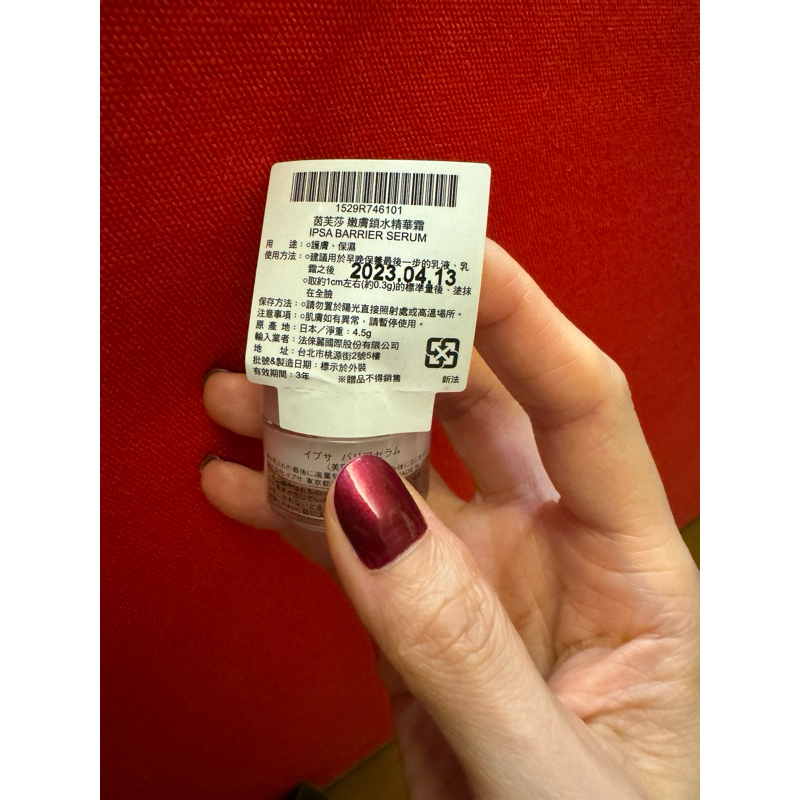 1529R746101
茵芙莎 嫩膚鎖水精華霜
IPSA BARRIER SERUM
用 途：○護膚、保濕
使用方法：○建議用於早晚保養最後一步的乳液、乳
霜之後 2023.04.13
○取約1cm左右(約0.3g)的標準量後、塗抹
在全臉
保存方法：○請勿置於陽光直接照射處或高溫場所。
注意事項：○肌膚如有異常，請暫停使用。
原 產 地：日本／淨重：4.5g
輸入業者：法倈麗國際股份有限公司
地 址：台北市桃源街2號5樓
批號&製造日期：標示於外裝
有效期間：3年 ※贈品不得銷售 新法
イプサ バリアセラム
イプサ 東京都